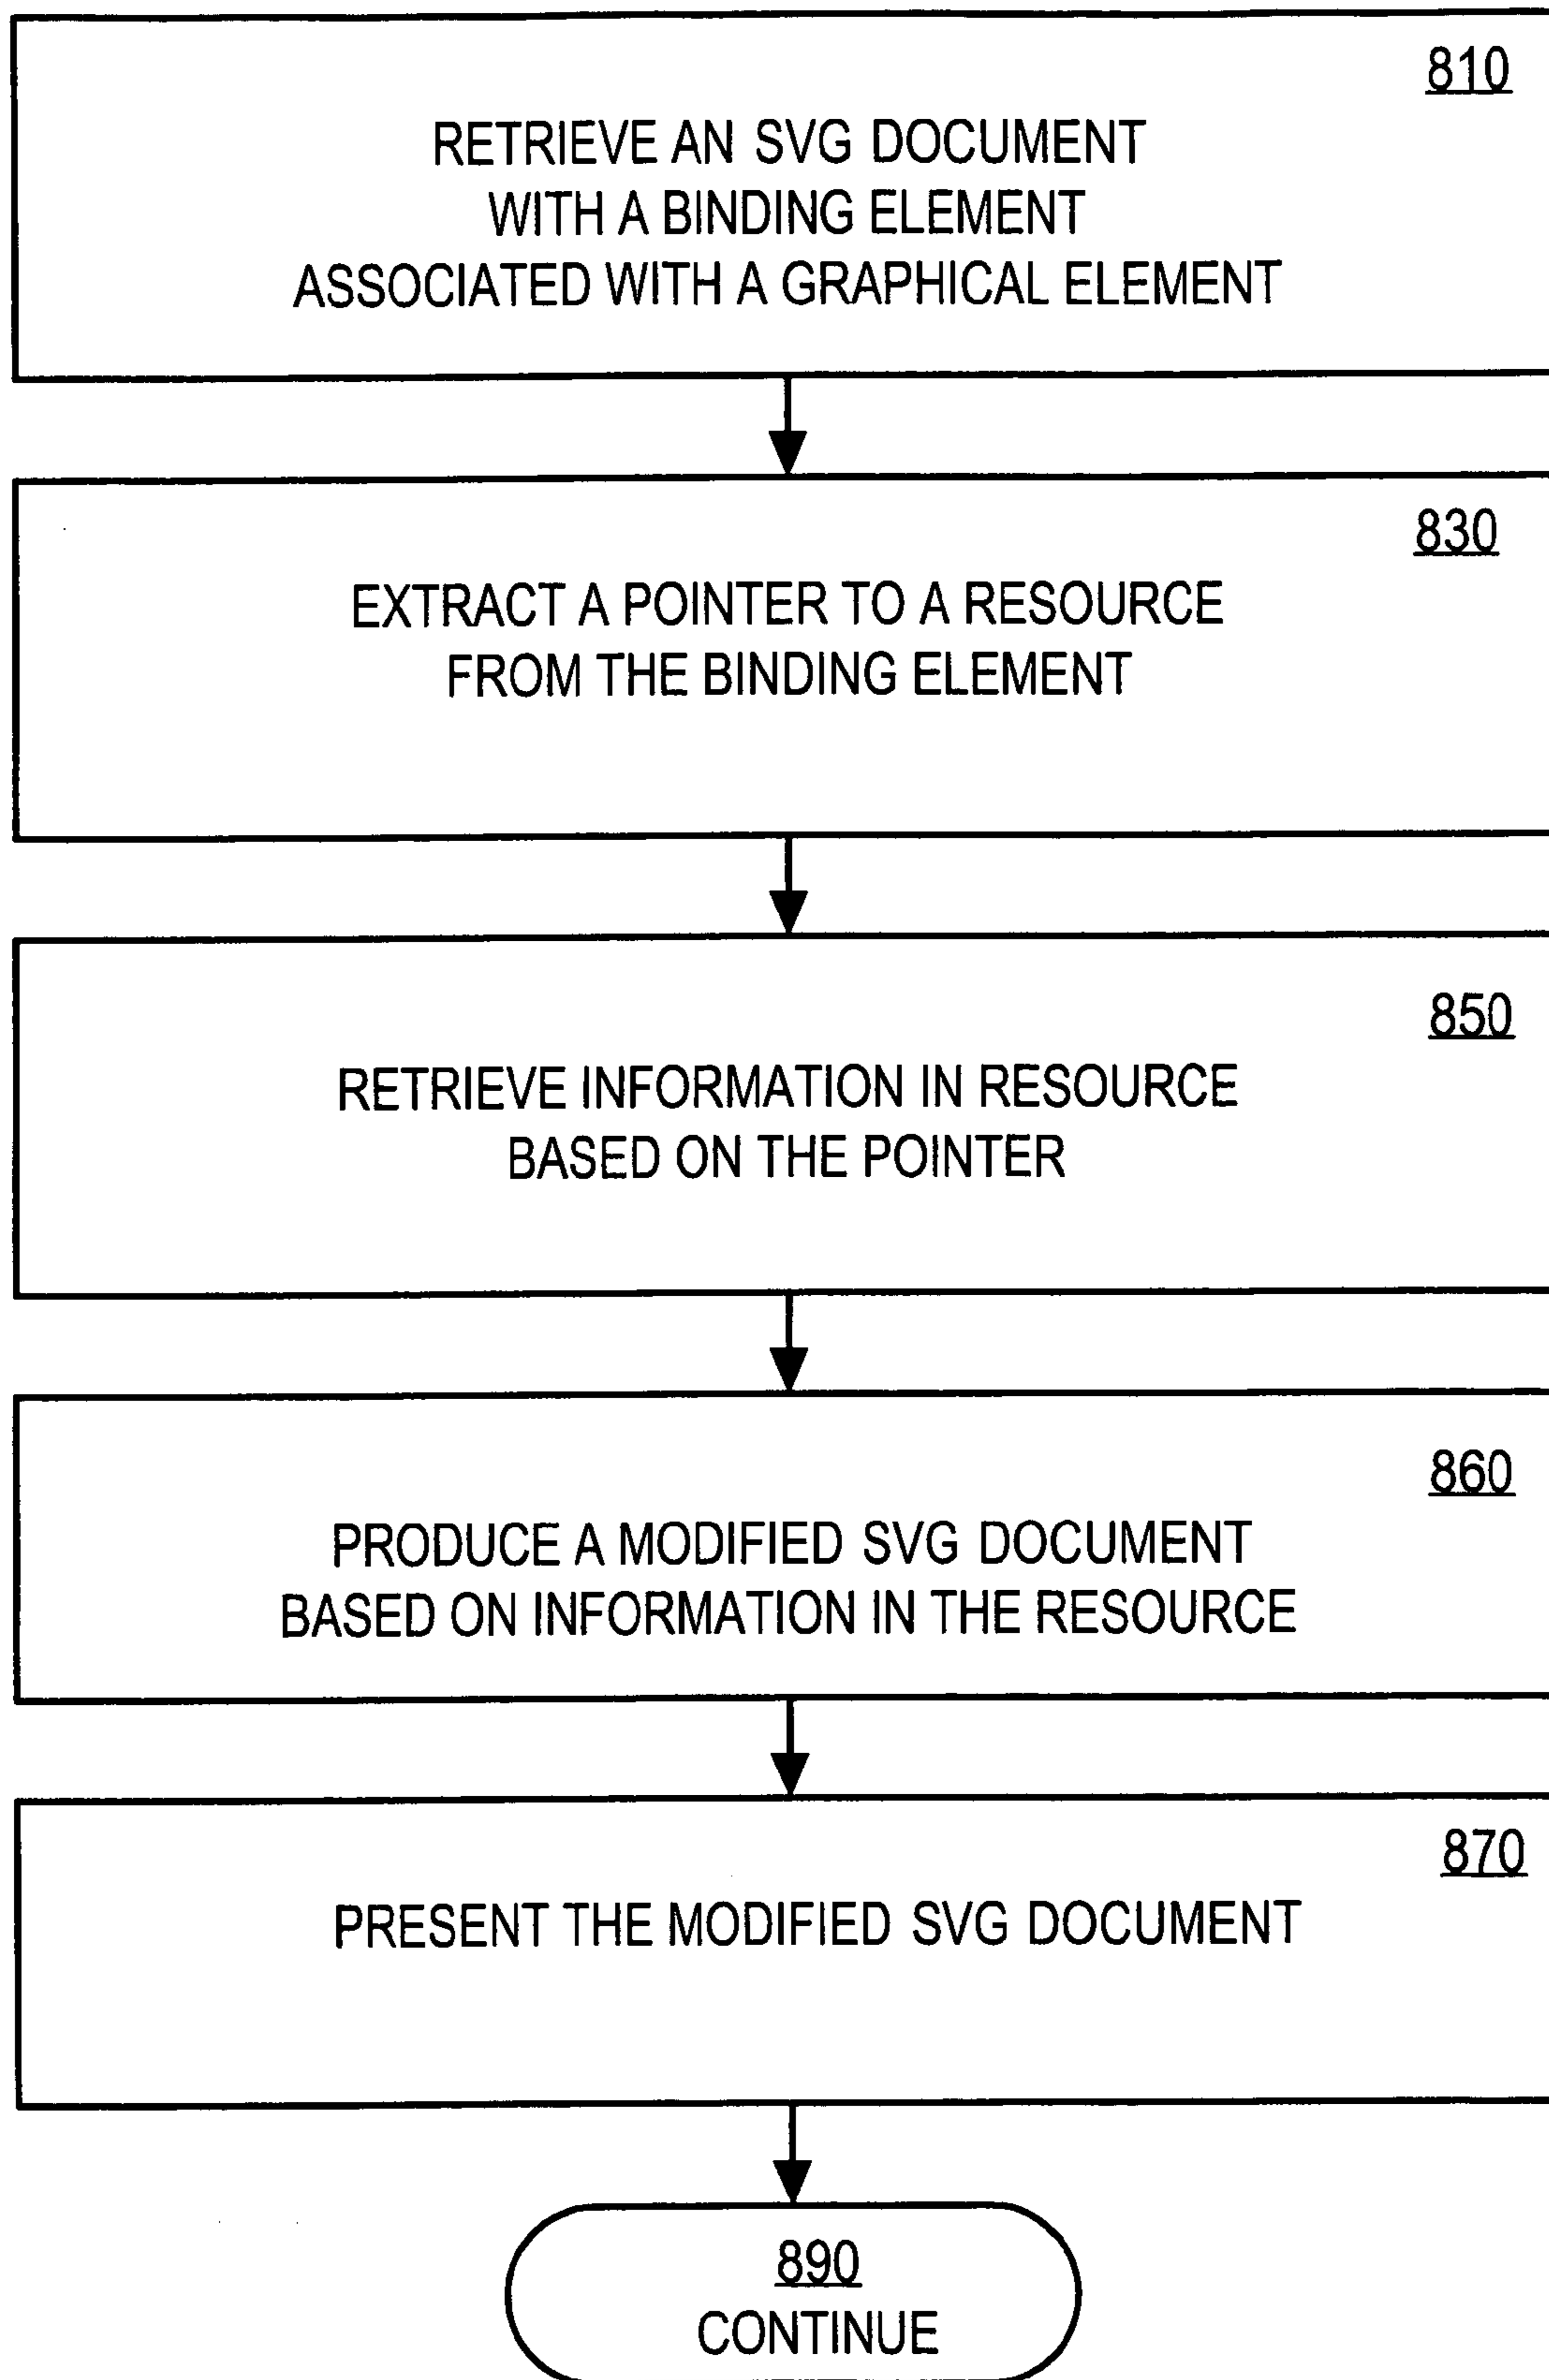 810
RETRIEVE AN SVG DOCUMENT
WITH A BINDING ELEMENT
ASSOCIATED WITH A GRAPHICAL ELEMENT
830
EXTRACT A POINTER TO A RESOURCE
FROM THE BINDING ELEMENT
850
RETRIEVE INFORMATION IN RESOURCE
BASED ON THE POINTER
860
PRODUCE A MODIFIED SVG DOCUMENT
BASED ON INFORMATION IN THE RESOURCE
870
PRESENT THE MODIFIED SVG DOCUMENT
890
CONTINUE